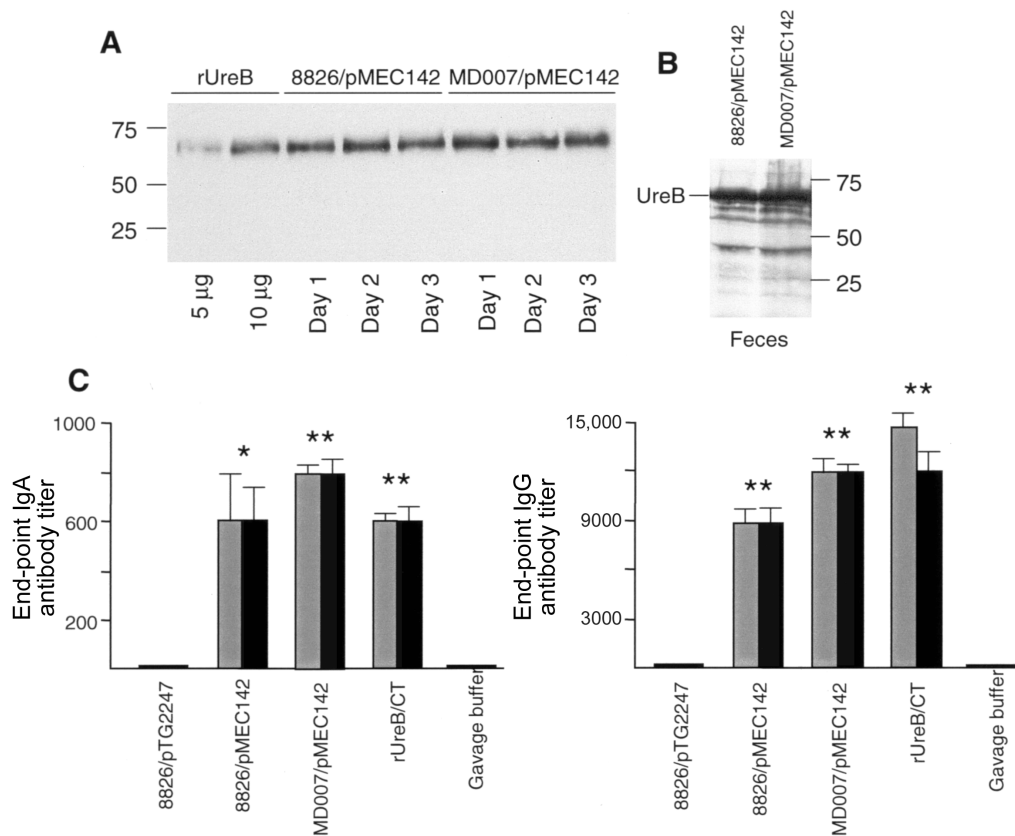 A
rUreB 8826/pMEC142 MD007/pMEC142
75
50
25
5 µg 10 µg Day 1 Day 2 Day 3 Day 1 Day 2 Day 3
B
8826/pMEC142 MD007/pMEC142
UreB
75
50
25
Feces
C
End-point IgA
antibody titer
1000
600
200
* ** **
8826/pTG2247 8826/pMEC142 MD007/pMEC142 rUreB/CT Gavage buffer
End-point IgG
antibody titer
15,000
9000
3000
** ** **
8826/pTG2247 8826/pMEC142 MD007/pMEC142 rUreB/CT Gavage buffer